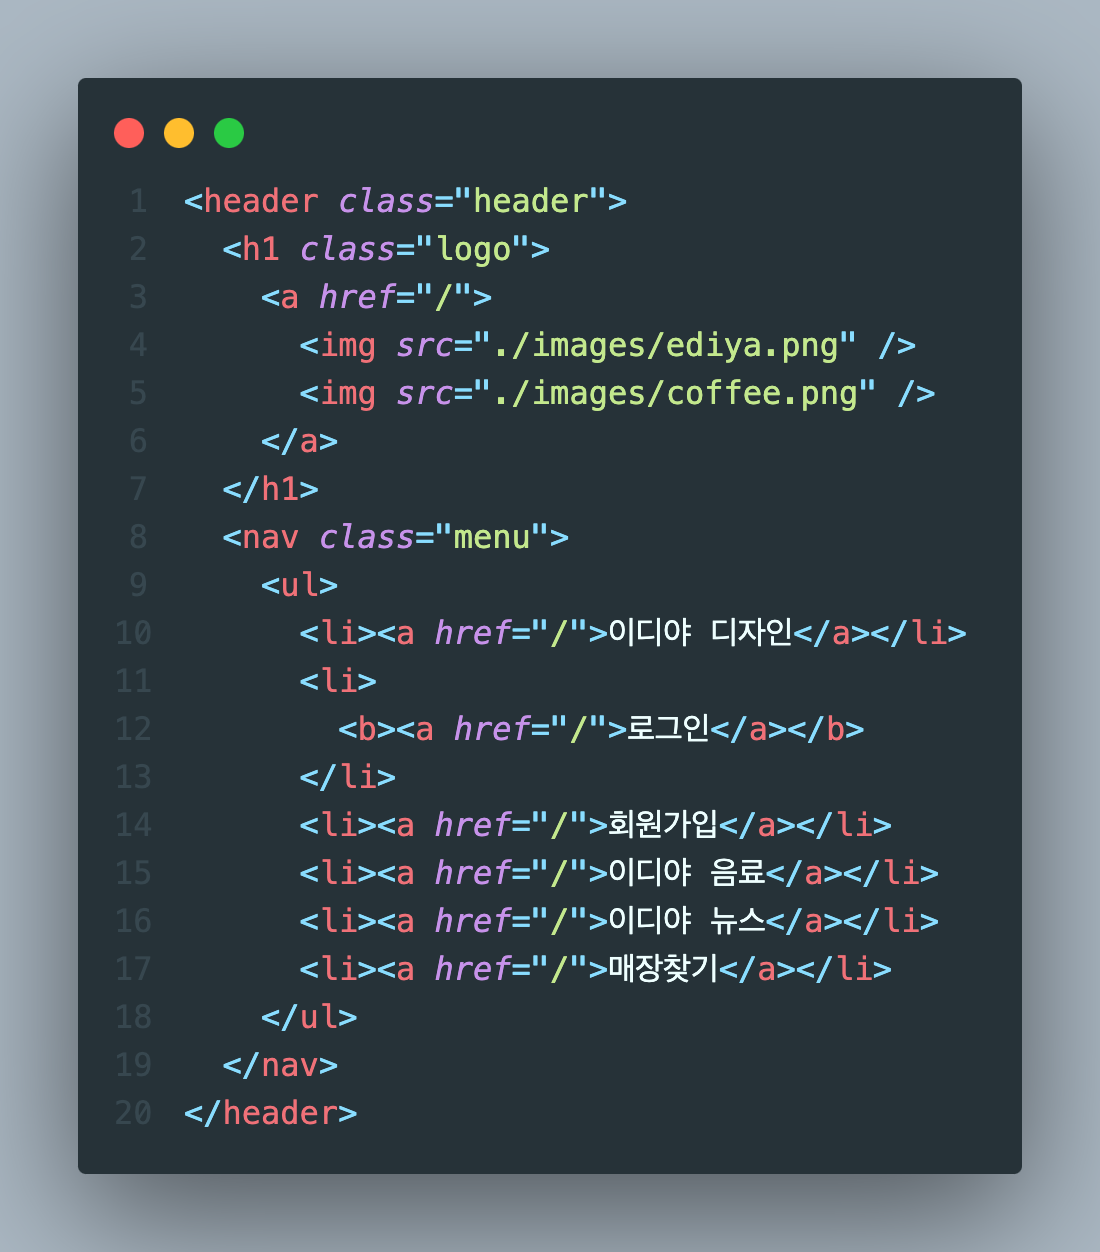 1 <header class="header">
2   <h1 class="logo">
3     <a href="/">
4       <img src="./images/ediya.png" />
5       <img src="./images/coffee.png" />
6     </a>
7   </h1>
8   <nav class="menu">
9     <ul>
10       <li><a href="/">이디야 디자인</a></li>
11       <li>
12         <b><a href="/">로그인</a></b>
13       </li>
14       <li><a href="/">회원가입</a></li>
15       <li><a href="/">이디야 음료</a></li>
16       <li><a href="/">이디야 뉴스</a></li>
17       <li><a href="/">매장찾기</a></li>
18     </ul>
19   </nav>
20 </header>